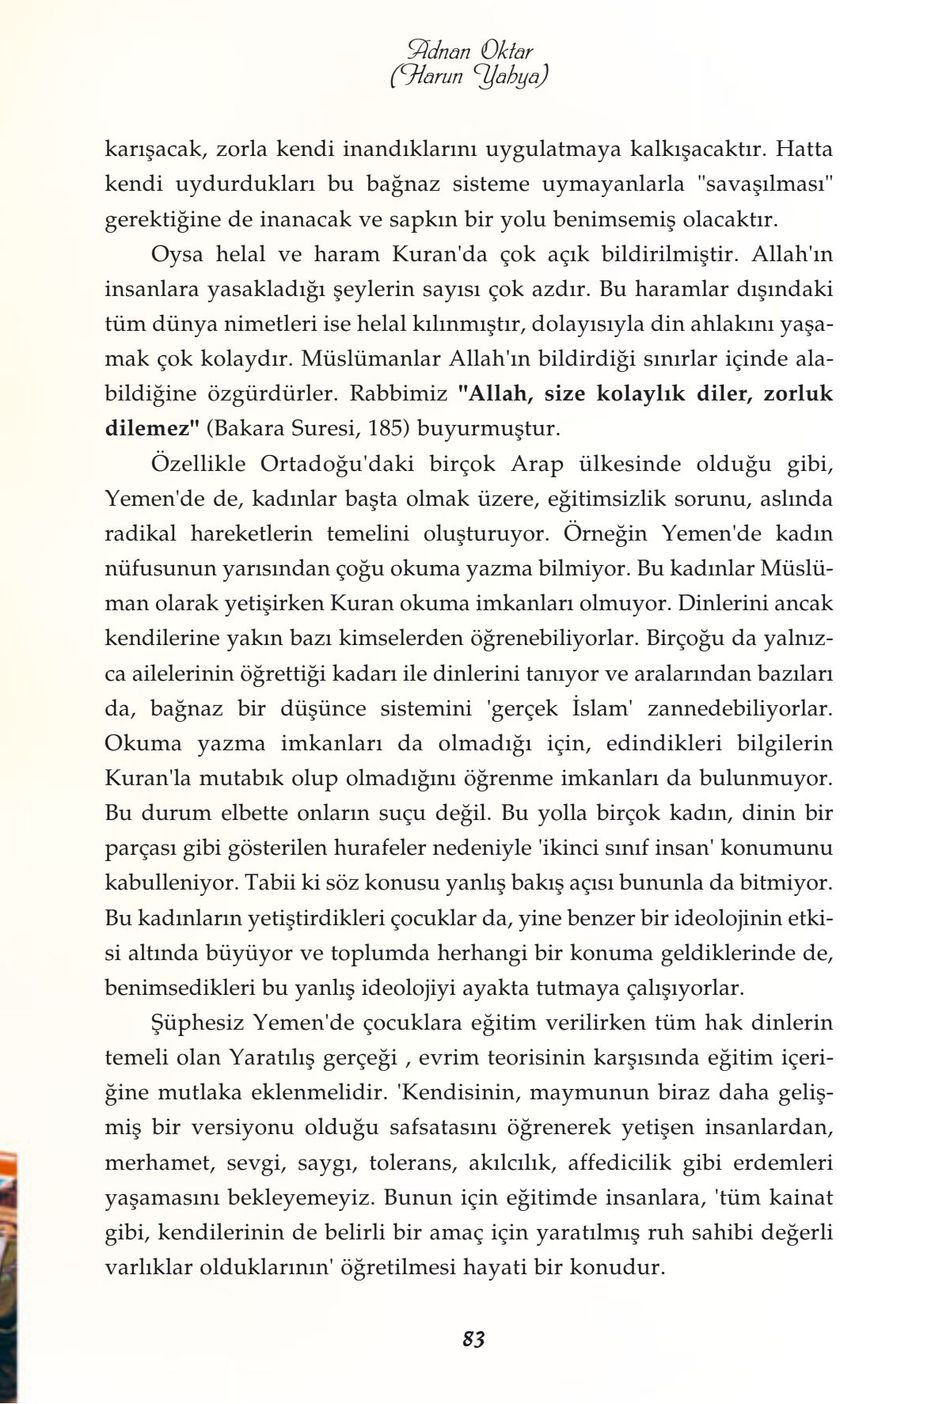 Adnan Oktar
(Harun Yahya)
karışacak, zorla kendi inandıklarını uygulatmaya kalkışacaktır. Hatta
kendi uydurdukları bu bağnaz sisteme uymayanlarla "savaşılması"
gerektiğine de inanacak ve sapkın bir yolu benimsemiş olacaktır.
Oysa helal ve haram Kuran'da çok açık bildirilmiştir. Allah'ın
insanlara yasakladığı şeylerin sayısı çok azdır. Bu haramlar dışındaki
tüm dünya nimetleri ise helal kılınmıştır, dolayısıyla din ahlakını yaşa-
mak çok kolaydır. Müslümanlar Allah'ın bildirdiği sınırlar içinde ala-
bildiğine özgürdürler. Rabbimiz "Allah, size kolaylık diler, zorluk
dilemez" (Bakara Suresi, 185) buyurmuştur.
Özellikle Ortadoğu'daki birçok Arap ülkesinde olduğu gibi,
Yemen'de de, kadınlar başta olmak üzere, eğitimsizlik sorunu, aslında
radikal hareketlerin temelini oluşturuyor. Örneğin Yemen'de kadın
nüfusunun yarısından çoğu okuma yazma bilmiyor. Bu kadınlar Müslü-
man olarak yetişirken Kuran okuma imkanları olmuyor. Dinlerini ancak
kendilerine yakın bazı kimselerden öğrenebiliyorlar. Birçoğu da yalnız-
ca ailelerinin öğrettiği kadarı ile dinlerini tanıyor ve aralarından bazıları
da, bağnaz bir düşünce sistemini 'gerçek İslam' zannedebiliyorlar.
Okuma yazma imkanları da olmadığı için, edindikleri bilgilerin
Kuran'la mutabık olup olmadığını öğrenme imkanları da bulunmuyor.
Bu durum elbette onların suçu değil. Bu yolla birçok kadın, dinin bir
parçası gibi gösterilen hurafeler nedeniyle 'ikinci sınıf insan' konumunu
kabulleniyor. Tabii ki söz konusu yanlış bakış açısı bununla da bitmiyor.
Bu kadınların yetiştirdikleri çocuklar da, yine benzer bir ideolojinin etki-
si altında büyüyor ve toplumda herhangi bir konuma geldiklerinde de,
benimsedikleri bu yanlış ideolojiyi ayakta tutmaya çalışıyorlar.
Şüphesiz Yemen'de çocuklara eğitim verilirken tüm hak dinlerin
temeli olan Yaratılış gerçeği , evrim teorisinin karşısında eğitim içeri-
ğine mutlaka eklenmelidir. 'Kendisinin, maymunun biraz daha geliş-
miş bir versiyonu olduğu safsatasını öğrenerek yetişen insanlardan,
merhamet, sevgi, saygı, tolerans, akılcılık, affedicilik gibi erdemleri
yaşamasını bekleyemeyiz. Bunun için eğitimde insanlara, 'tüm kainat
gibi, kendilerinin de belirli bir amaç için yaratılmış ruh sahibi değerli
varlıklar olduklarının' öğretilmesi hayati bir konudur.
83